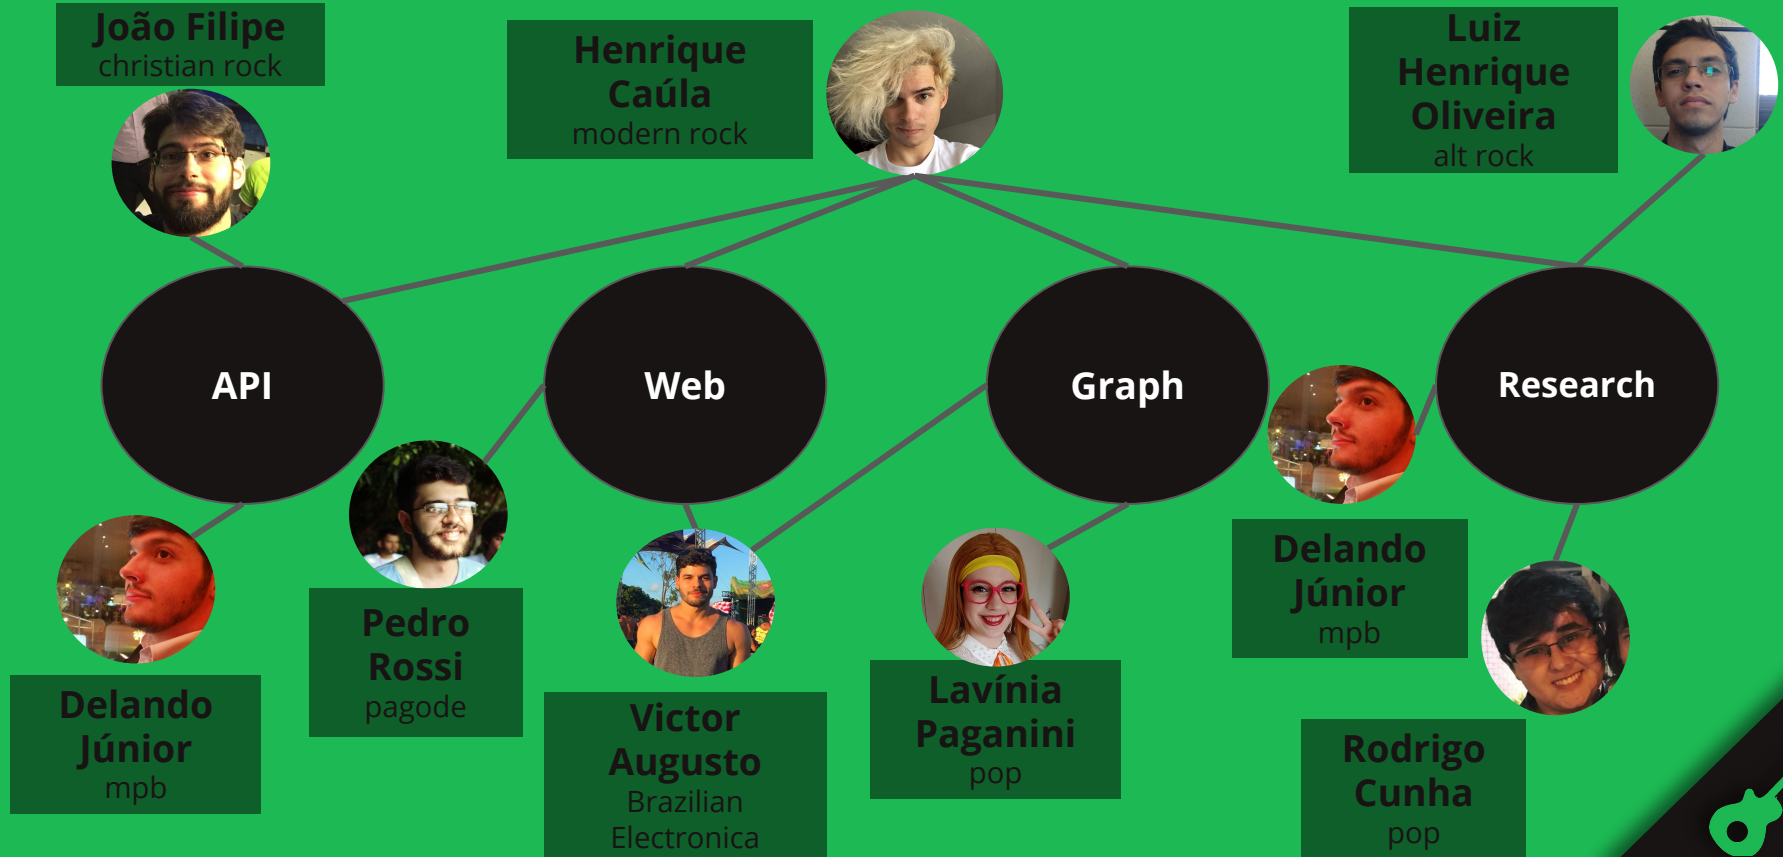 João Filipe
christian rock
Henrique
Caúla
modern rock
Luiz
Henrique
Oliveira
alt rock
API
Web
Graph
Research
Delando
Júnior
mpb
Pedro
Rossi
pagode
Victor
Augusto
Brazilian
Electronica
Lavínia
Paganini
pop
Delando
Júnior
mpb
Rodrigo
Cunha
pop